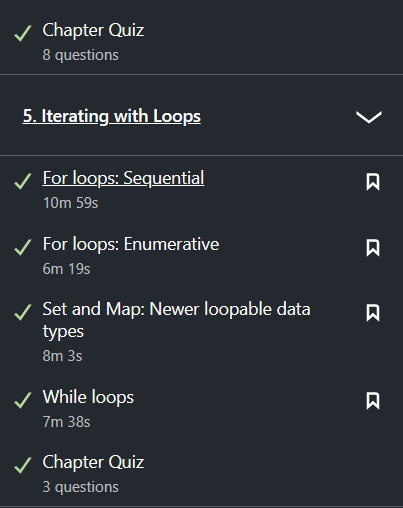 Chapter Quiz
8 questions
5. Iterating with Loops
For loops: Sequential
10m 59s
For loops: Enumerative
6m 19s
Set and Map: Newer loopable data
types
8m 3s
While loops
7m 38s
Chapter Quiz
3 questions